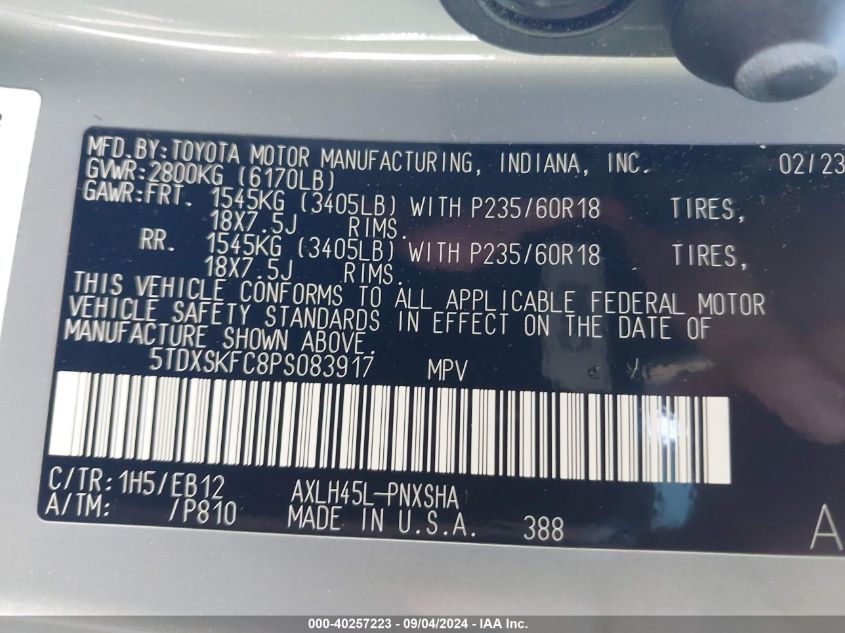 MFD.BY:TOYOTA MOTOR MANUFACTURING, INDIANA, INC. 02/23
GVWR:2800KG (6170LB)
GAWR:FRT. 1545KG (3405LB) WITH P235/60R18 TIRES,
18X7.5J RIMS.
RR. 1545KG (3405LB) WITH P235/60R18 TIRES,
18X7.5J RIMS.
THIS VEHICLE CONFORMS TO ALL APPLICABLE FEDERAL MOTOR
VEHICLE SAFETY STANDARDS IN EFFECT ON THE DATE OF
MANUFACTURE SHOWN ABOVE.
5TDXSKFC8PS083917 MPV
C/TR:1H5/EB12 AXLH45L-PNXSHA
A/TM: /P810 MADE IN U.S.A. 388 A
000-40257223 - 09/04/2024 - IAA Inc.